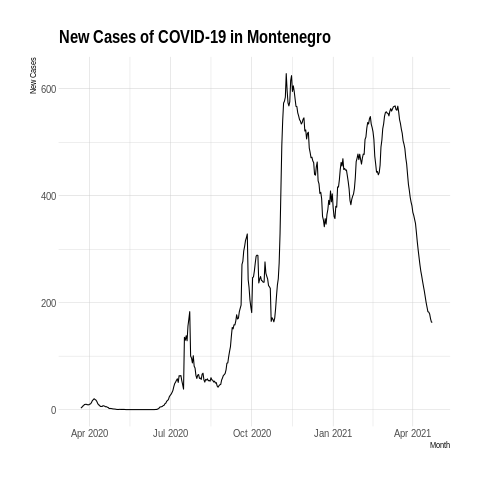 New Cases of COVID-19 in Montenegro
New Cases
600
400
200
0
Apr 2020 Jul 2020 Oct 2020 Jan 2021 Apr 2021
Month